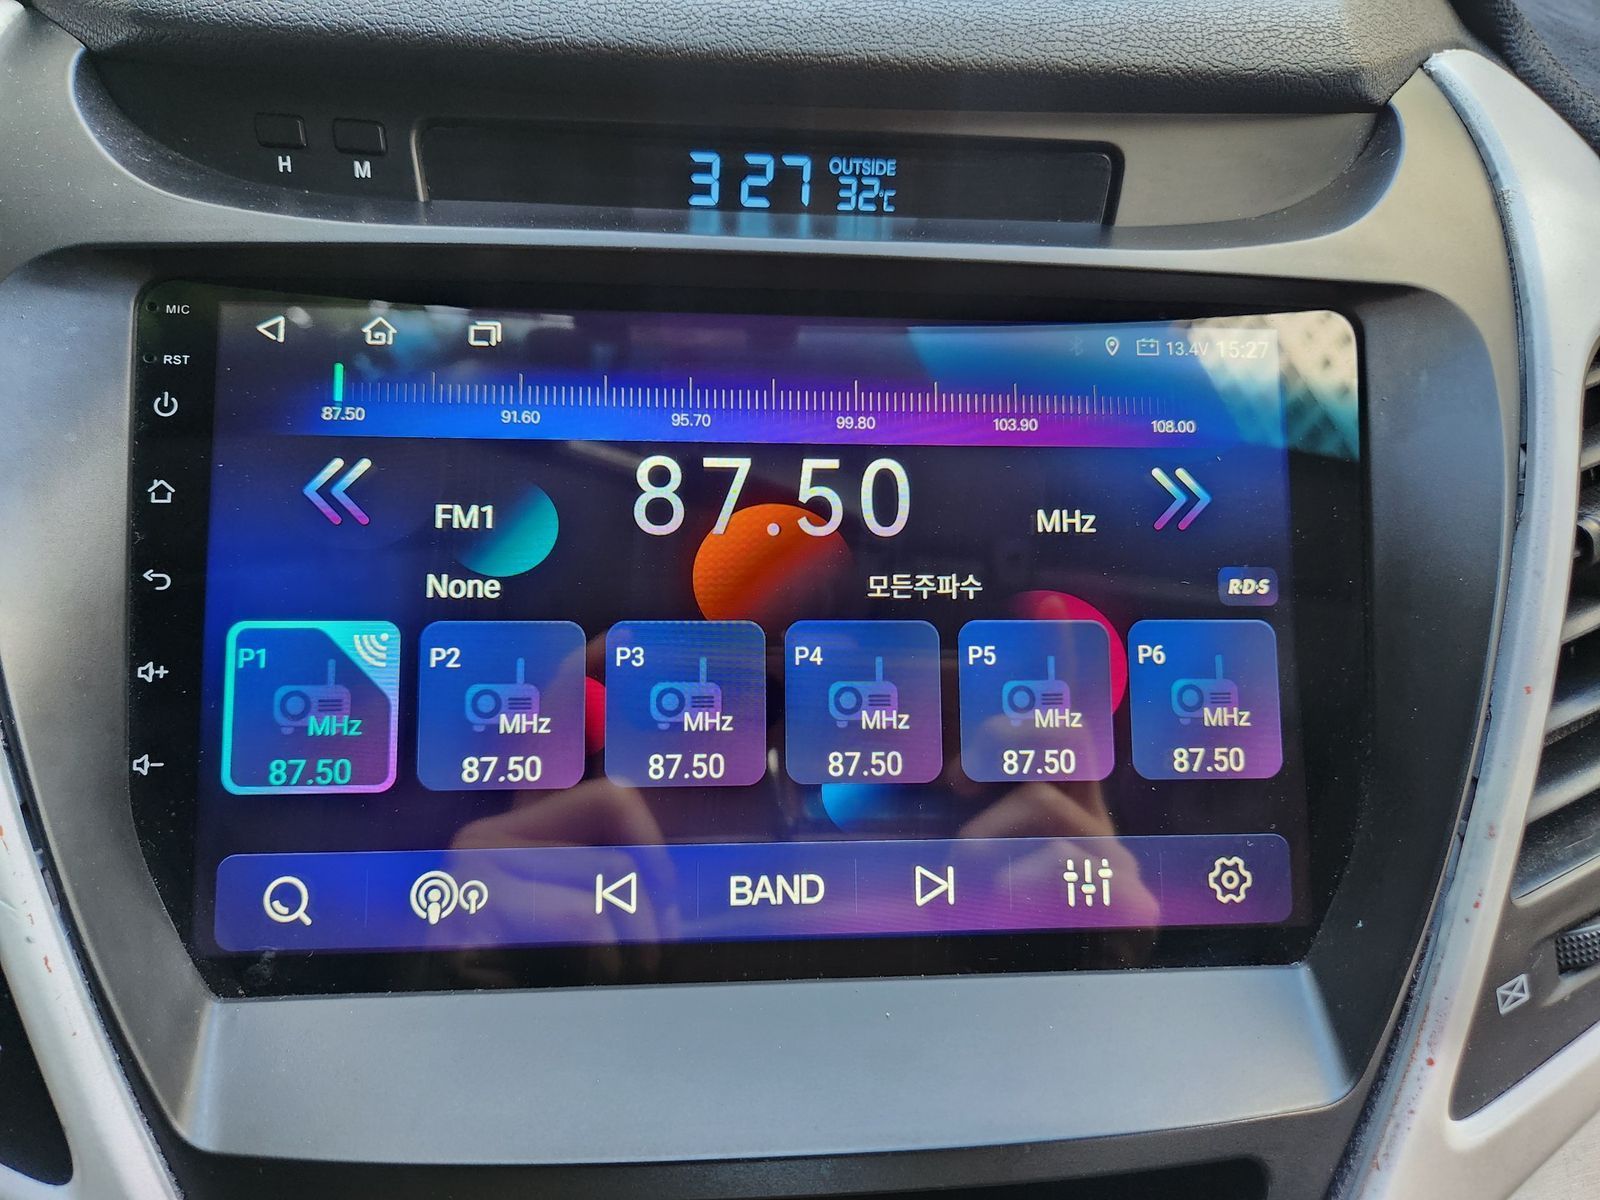 H M
3 27 OUTSIDE 32°C
MIC
RST
13.4V 15:27
87.50 91.60 95.70 99.80 103.90 108.00
FM1 87.50 MHz
None 모든주파수 RDS
P1 P2 P3 P4 P5 P6
MHz MHz MHz MHz MHz MHz
87.50 87.50 87.50 87.50 87.50 87.50
BAND